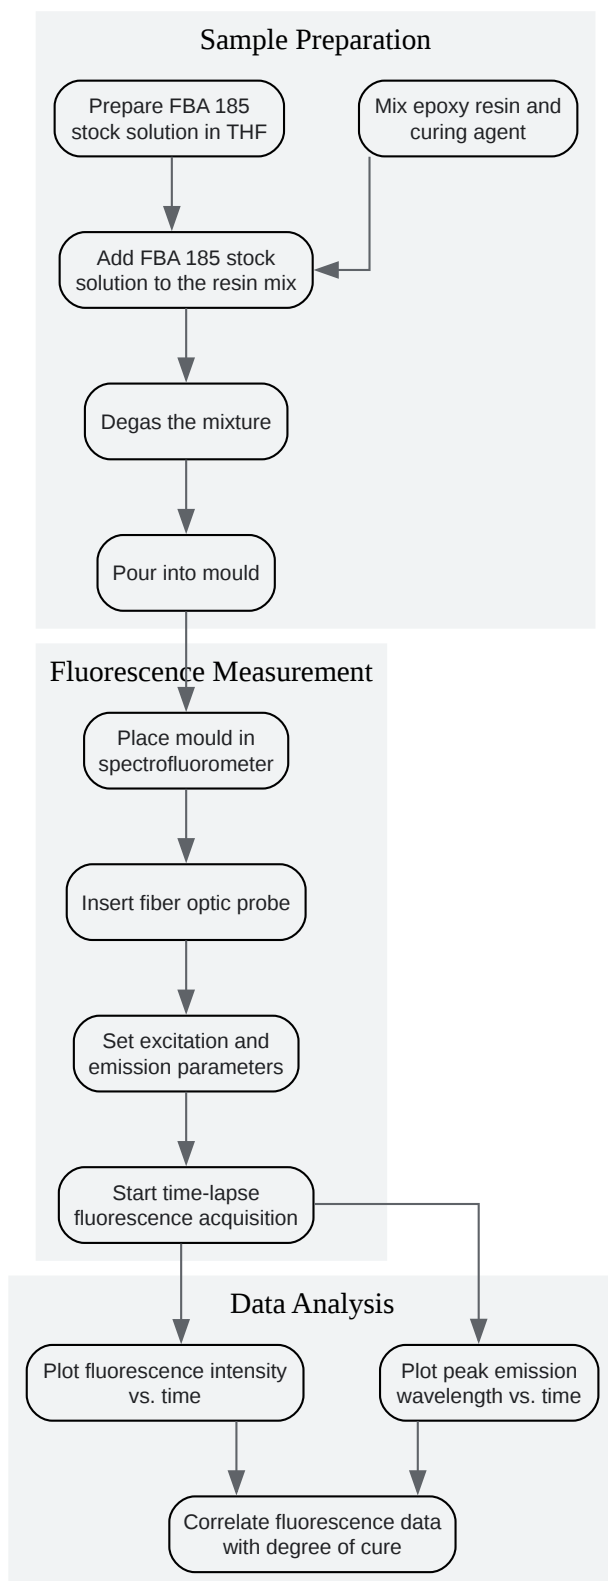 Sample Preparation
Prepare FBA 185
stock solution in THF
Mix epoxy resin and
curing agent
Add FBA 185 stock
solution to the resin mix
Degas the mixture
Pour into mould
Fluorescence Measurement
Place mould in
spectrofluorometer
Insert fiber optic probe
Set excitation and
emission parameters
Start time-lapse
fluorescence acquisition
Data Analysis
Plot fluorescence intensity
vs. time
Plot peak emission
wavelength vs. time
Correlate fluorescence data
with degree of cure